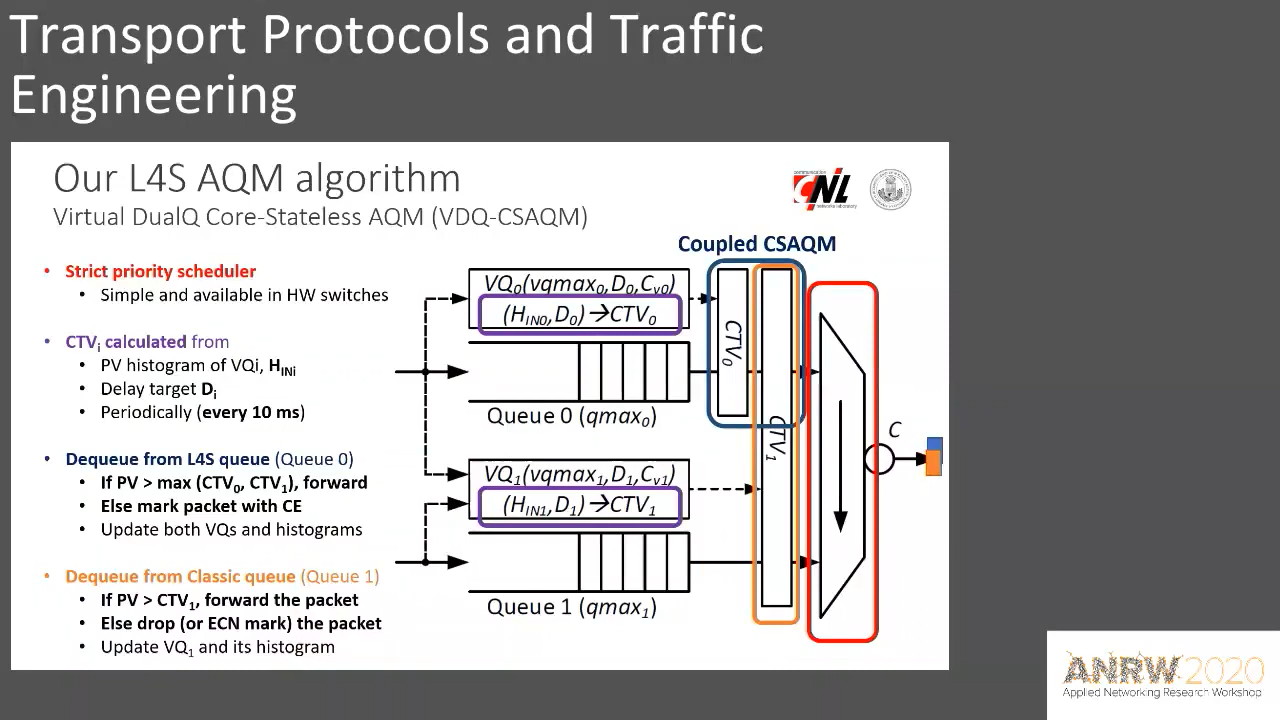 Transport Protocols and Traffic
Engineering
Our L4S AQM algorithm
Virtual DualQ Core-Stateless AQM (VDQ-CSAQM)
communication
CNL
networks laboratory
• Strict priority scheduler
• Simple and available in HW switches
• CTVi calculated from
• PV histogram of VQi, HINi
• Delay target Di
• Periodically (every 10 ms)
• Dequeue from L4S queue (Queue 0)
• If PV > max (CTV0, CTV1), forward
• Else mark packet with CE
• Update both VQs and histograms
• Dequeue from Classic queue (Queue 1)
• If PV > CTV1, forward the packet
• Else drop (or ECN mark) the packet
• Update VQ1 and its histogram
Coupled CSAQM
VQ0(vqmax0,D0,Cv0)
(HIN0,D0)→CTV0
CTV0
Queue 0 (qmax0)
CTV1
C
VQ1(vqmax1,D1,Cv1)
(HIN1,D1)→CTV1
Queue 1 (qmax1)
ANRW 2020
Applied Networking Research Workshop